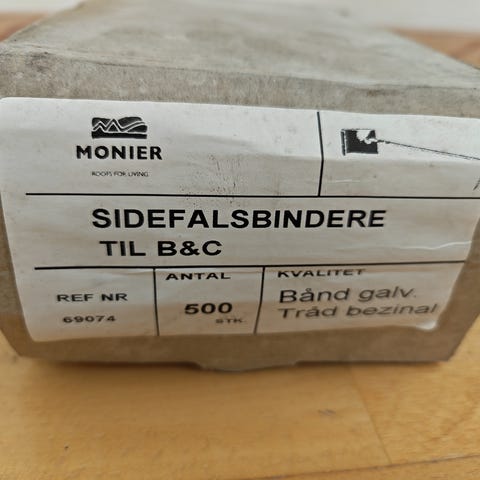 MONIER
ROOFS FOR LIVING
SIDEFALSBINDERE
TIL B&C
REF NR
69074
ANTAL
500
STK.
KVALITET
Bånd galv.
Tråd bezinal